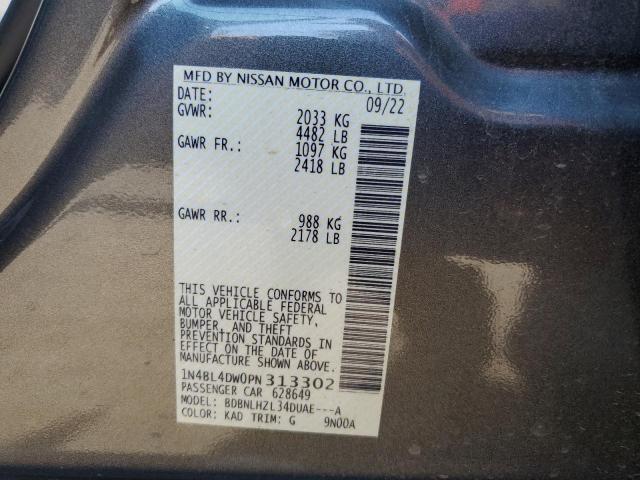 MFD BY NISSAN MOTOR CO., LTD.
DATE: 09/22
GVWR: 2033 KG
4482 LB
GAWR FR.: 1097 KG
2418 LB
GAWR RR.: 988 KG
2178 LB
THIS VEHICLE CONFORMS TO
ALL APPLICABLE FEDERAL
MOTOR VEHICLE SAFETY,
BUMPER, AND THEFT
PREVENTION STANDARDS IN
EFFECT ON THE DATE OF
MANUFACTURE SHOWN ABOVE.
1N4BL4DW0PN313302
PASSENGER CAR 628649
MODEL: BDBNLHZL34DUAE---A
COLOR: KAD TRIM: G 9N00A